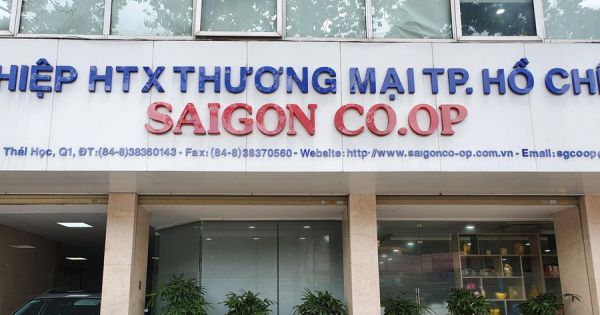 HIỆP HTX THƯƠNG MẠI TP. HỒ CHÍ
SAIGON CO.OP
Thái Học, Q1, ĐT:(84-8)38360143 - Fax:(84-8)38370560 - Website: http://www.saigonco-op.com.vn - Email: sgcoop@